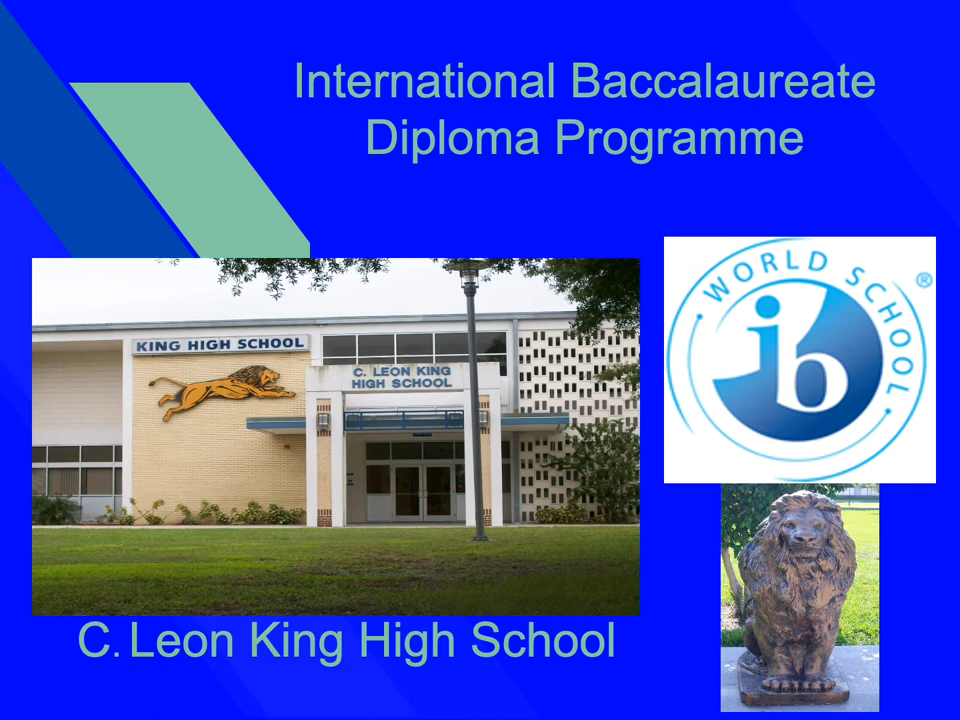 International Baccalaureate
Diploma Programme
KING HIGH SCHOOL
C. LEON KING
HIGH SCHOOL
WORLD SCHOOL
®
ib
C. Leon King High School